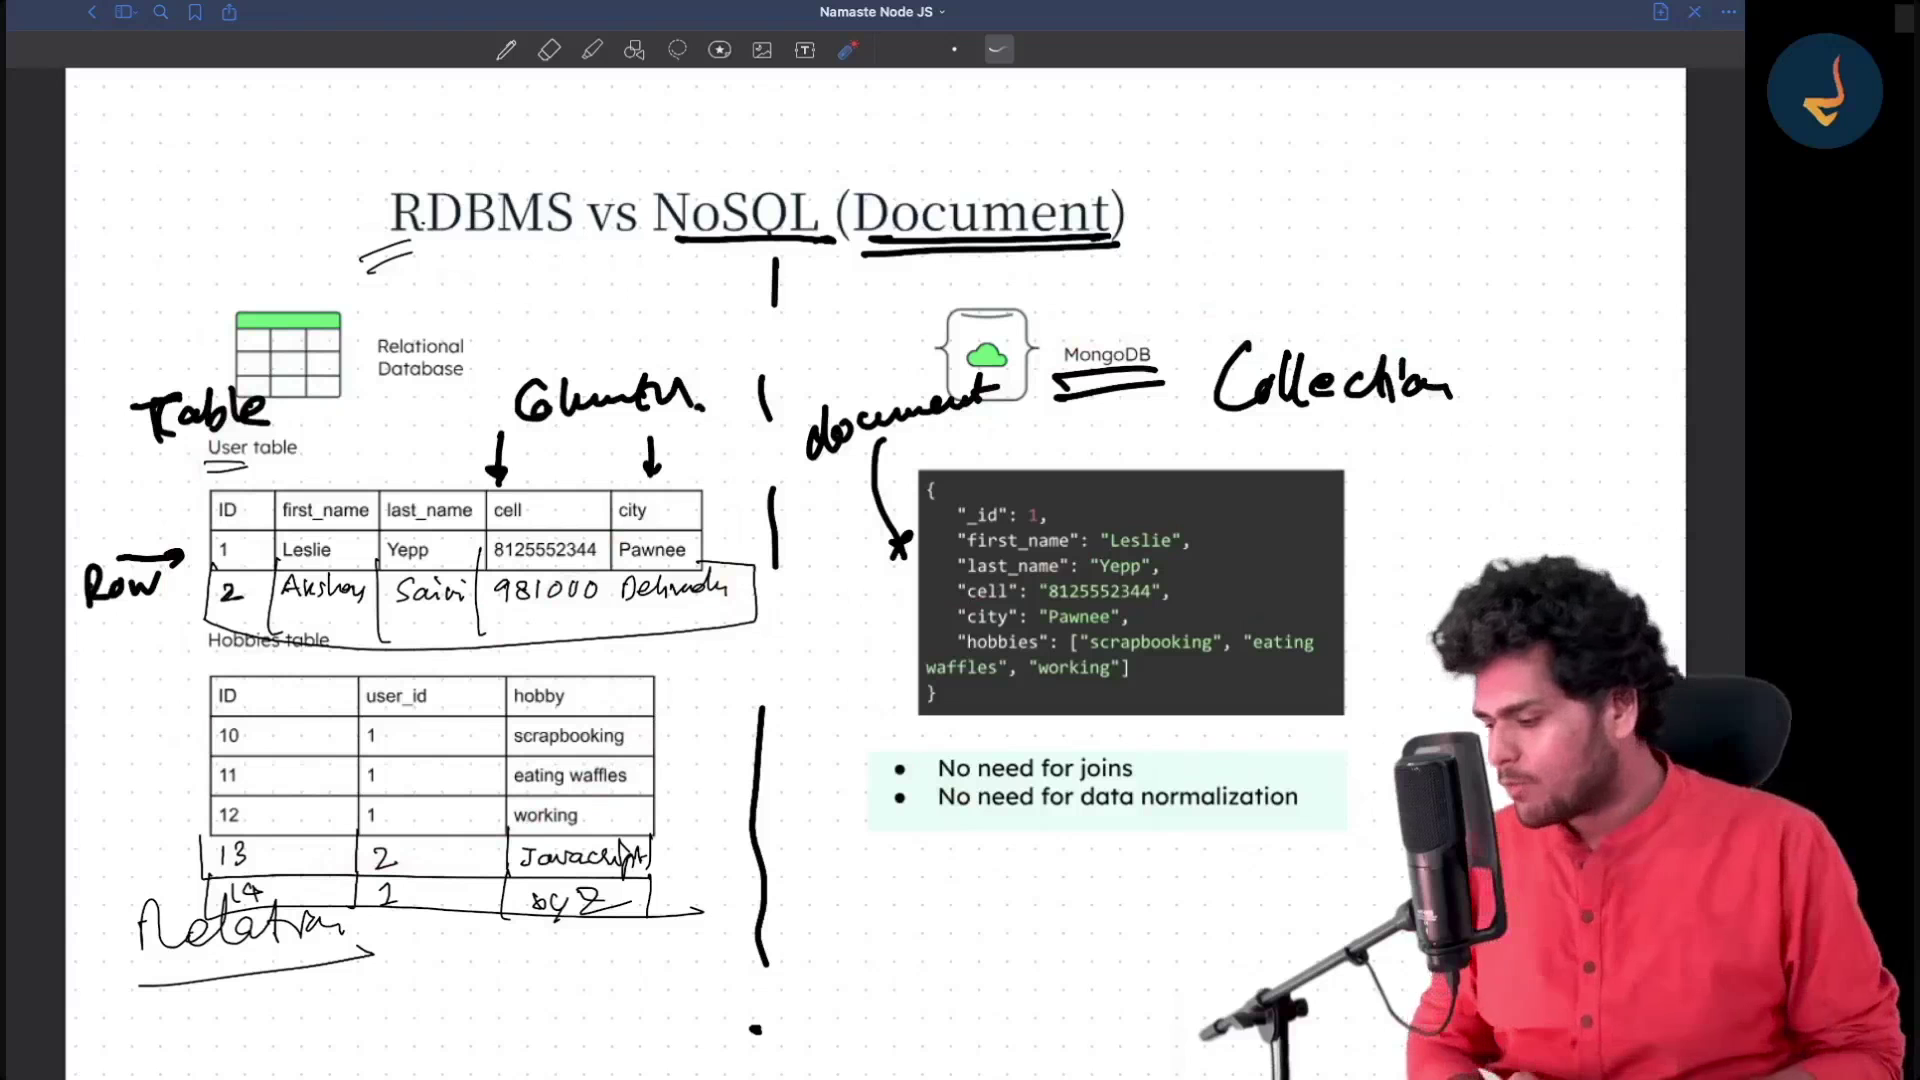 Namaste Node JS
RDBMS vs NoSQL (Document)
Relational
Database
MongoDB
Collection
Table
document
User table
ID first_name last_name cell city
1 Leslie Yepp 8125552344 Pawnee
Row
2 Akshay Saini 981000
Hobbies table
ID user_id hobby
10 1 scrapbooking
11 1 eating waffles
12 1 working
13 2 Javascript
14 xyz
Relation
{
"_id": 1,
"first_name": "Leslie",
"last_name": "Yepp",
"cell": "8125552344",
"city": "Pawnee",
"hobbies": ["scrapbooking", "eating
waffles", "working"]
}
• No need for joins
• No need for data normalization